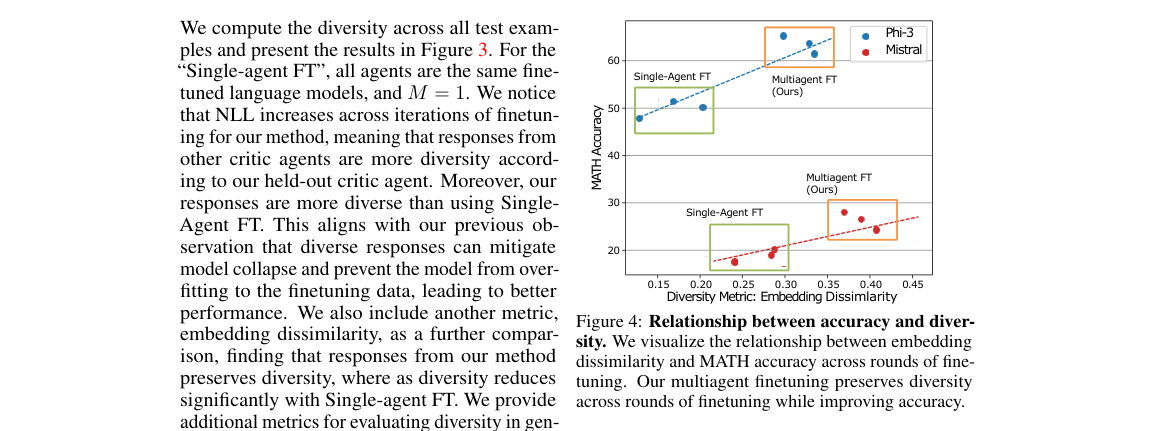 We compute the diversity across all test exam-
ples and present the results in Figure 3. For the
“Single-agent FT”, all agents are the same fine-
tuned language models, and M = 1. We notice
that NLL increases across iterations of finetun-
ing for our method, meaning that responses from
other critic agents are more diversity accord-
ing to our held-out critic agent. Moreover, our
responses are more diverse than using Single-
Agent FT. This aligns with our previous ob-
servation that diverse responses can mitigate
model collapse and prevent the model from over-
fitting to the finetuning data, leading to better
performance. We also include another metric,
embedding dissimilarity, as a further compar-
ison, finding that responses from our method
preserves diversity, where as diversity reduces
significantly with Single-agent FT. We provide
additional metrics for evaluating diversity in gen-
Phi-3
Mistral
60
Single-Agent FT
Multiagent FT
(Ours)
50
MATH Accuracy
40
Multiagent FT
(Ours)
30
Single-Agent FT
20
0.15 0.20 0.25 0.30 0.35 0.40 0.45
Diversity Metric: Embedding Dissimlarity
Figure 4: Relationship between accuracy and diver-
sity. We visualize the relationship between embedding
dissimilarity and MATH accuracy across rounds of fine-
tuning. Our multiagent finetuning preserves diversity
across rounds of finetuning while improving accuracy.